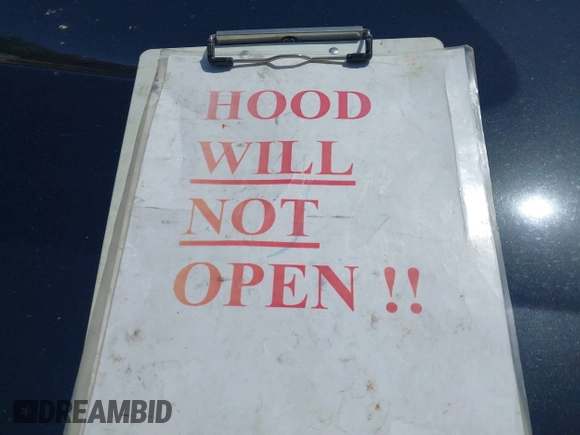 HOOD
WILL
NOT
OPEN !!
DREAMBID